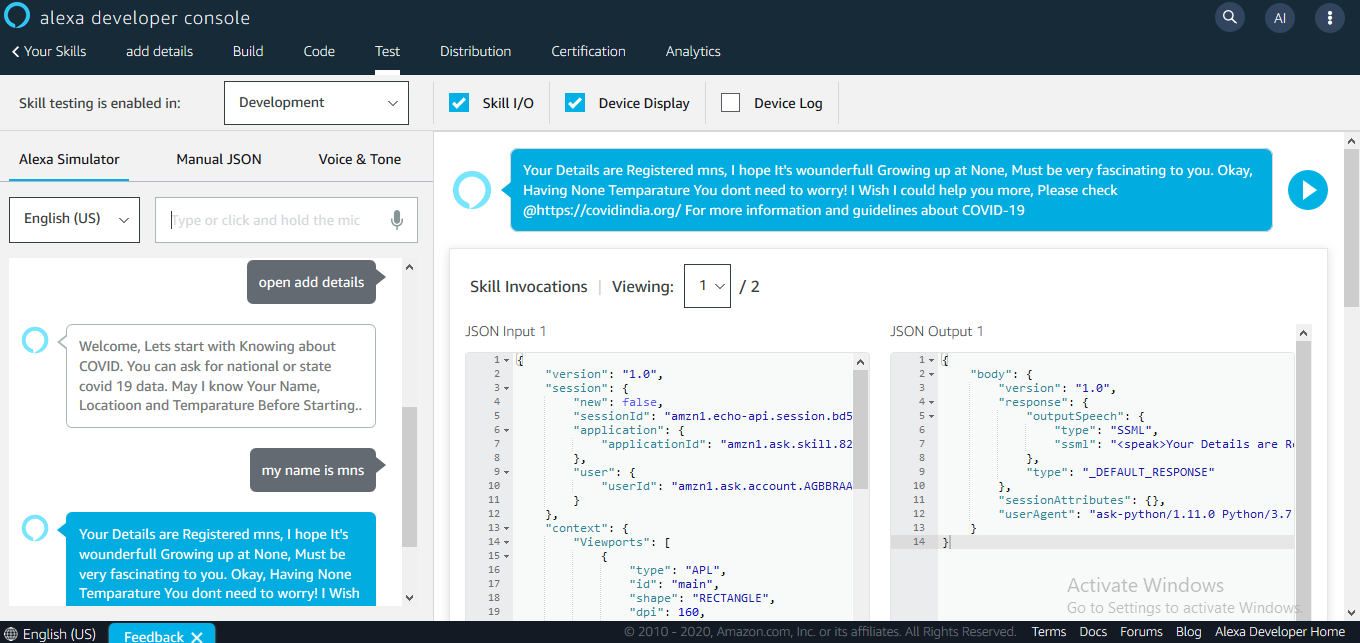 alexa developer console
AI
Your Skills
add details
Build
Code
Test
Distribution
Certification
Analytics
Skill testing is enabled in:
Development
Skill I/O
Device Display
Device Log
Alexa Simulator
Manual JSON
Voice & Tone
English (US)
Type or click and hold the mic
open add details
Welcome, Lets start with Knowing about
COVID. You can ask for national or state
covid 19 data. May I know Your Name,
Locatioon and Temparature Before Starting..
my name is mns
Your Details are Registered mns, I hope It's
wounderfull Growing up at None, Must be
very fascinating to you. Okay, Having None
Temparature You dont need to worry! I Wish
Your Details are Registered mns, I hope It's wounderfull Growing up at None, Must be very fascinating to you. Okay,
Having None Temparature You dont need to worry! I Wish I could help you more, Please check
@https://covidindia.org/ For more information and guidelines about COVID-19
Skill Invocations | Viewing: 1 / 2
JSON Input 1
1 {
2 "version": "1.0",
3 "session": {
4 "new": false,
5 "sessionId": "amzn1.echo-api.session.bd5
6 "application": {
7 "applicationId": "amzn1.ask.skill.82
8 },
9 "user": {
10 "userId": "amzn1.ask.account.AGBBRAA
11 }
12 },
13 "context": {
14 "Viewports": [
15 {
16 "type": "APL",
17 "id": "main",
18 "shape": "RECTANGLE",
19 "dpi": 160,
JSON Output 1
1 {
2 "body": {
3 "version": "1.0",
4 "response": {
5 "outputSpeech": {
6 "type": "SSML",
7 "ssml": "<speak>Your Details are Re
8 },
9 "type": "_DEFAULT_RESPONSE"
10 },
11 "sessionAttributes": {},
12 "userAgent": "ask-python/1.11.0 Python/3.7
13 }
14 }
Activate Windows
Go to Settings to activate Windows.
English (US)
Feedback
© 2010 - 2020, Amazon.com, Inc. or its affiliates. All Rights Reserved.
Terms
Docs
Forums
Blog
Alexa Developer Home